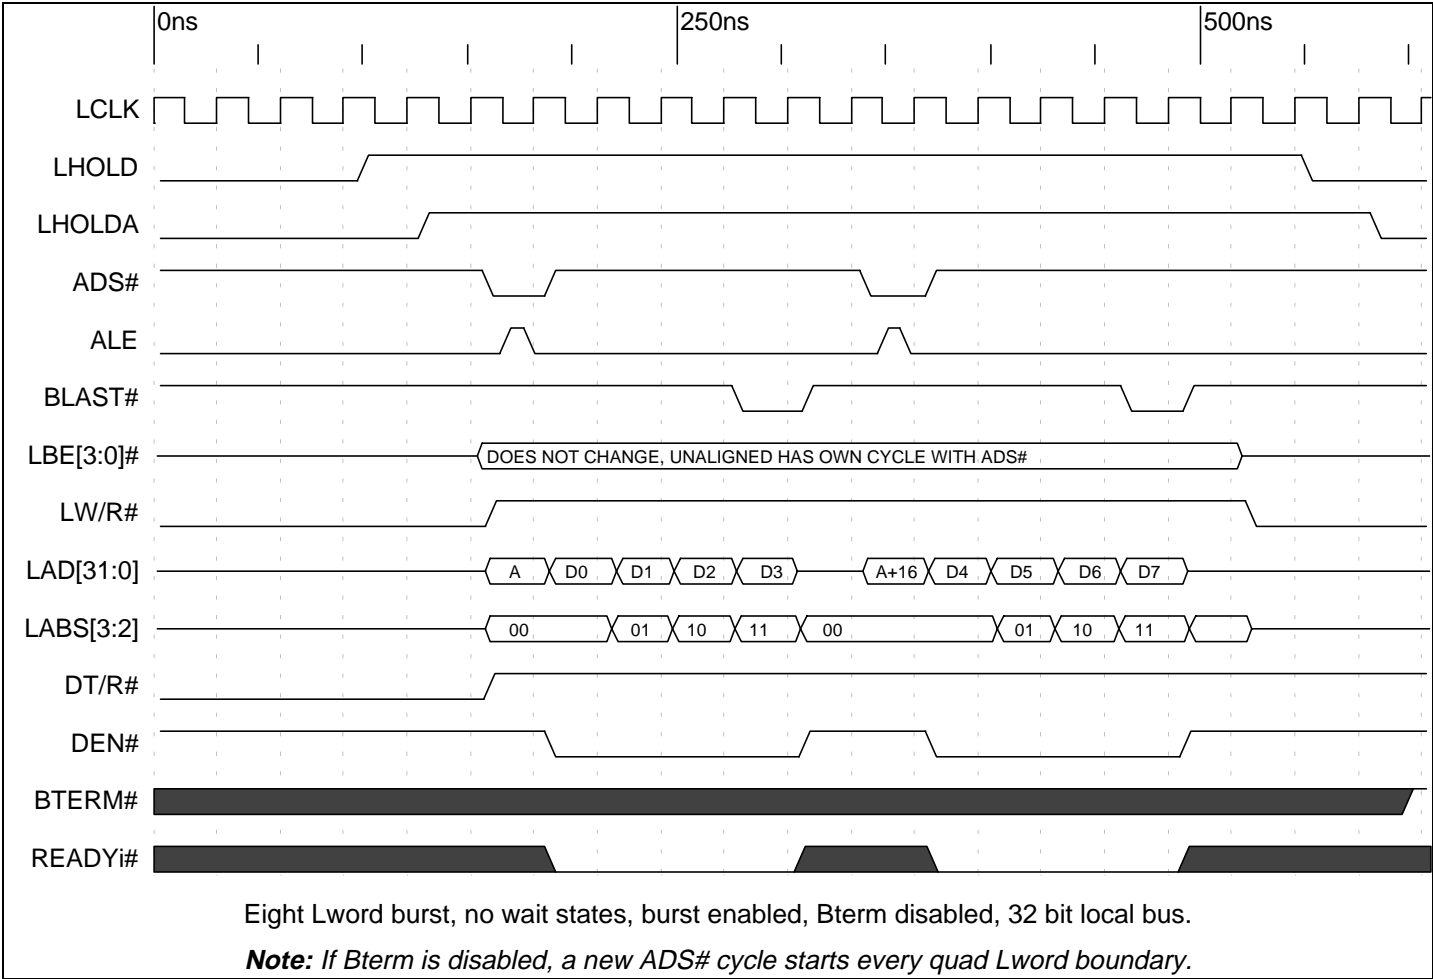 0ns 250ns 500ns
LCLK
LHOLD
LHOLDA
ADS#
ALE
BLAST#
LBE[3:0]# DOES NOT CHANGE, UNALIGNED HAS OWN CYCLE WITH ADS#
LW/R#
LAD[31:0] A D0 D1 D2 D3 A+16 D4 D5 D6 D7
LABS[3:2] 00 01 10 11 00 01 10 11
DT/R#
DEN#
BTERM#
READYi#
Eight Lword burst, no wait states, burst enabled, Bterm disabled, 32 bit local bus.
Note: If Bterm is disabled, a new ADS# cycle starts every quad Lword boundary.